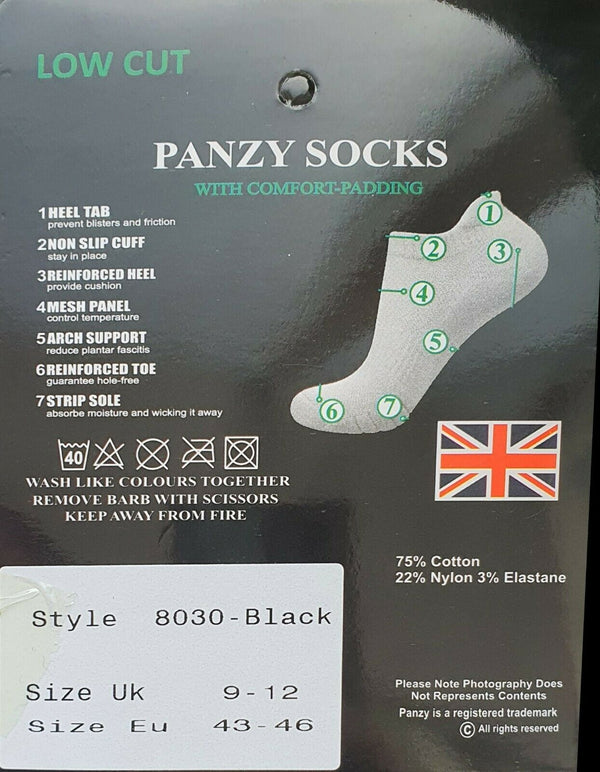 LOW CUT
PANZY SOCKS
WITH COMFORT-PADDING
1 HEEL TAB
prevent blisters and friction
2 NON SLIP CUFF
stay in place
3 REINFORCED HEEL
provide cushion
4 MESH PANEL
control temperature
5 ARCH SUPPORT
reduce plantar fascitis
6 REINFORCED TOE
guarantee hole-free
7 STRIP SOLE
absorbe moisture and wicking it away
1
2
3
4
5
6
7
40
WASH LIKE COLOURS TOGETHER
REMOVE BARB WITH SCISSORS
KEEP AWAY FROM FIRE
75% Cotton
22% Nylon 3% Elastane
Style 8030-Black
Size Uk 9-12
Size Eu 43-46
Please Note Photography Does
Not Represents Contents
Panzy is a registered trademark
© All rights reserved